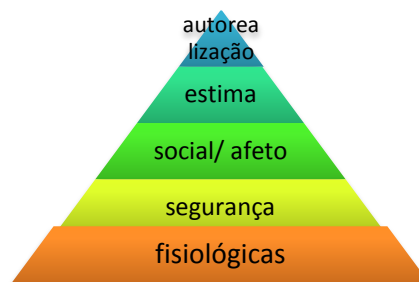 autorea
lização
estima
social/ afeto
segurança
fisiológicas